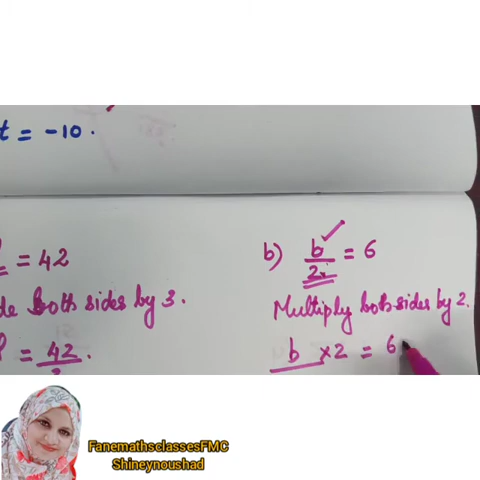 t = -10.
= 42
de both sides by 3.
= 42/
b) b/2 = 6
Multiply both sides by 2.
b × 2 = 6
FanemathsclassesFMC
Shineynoushad